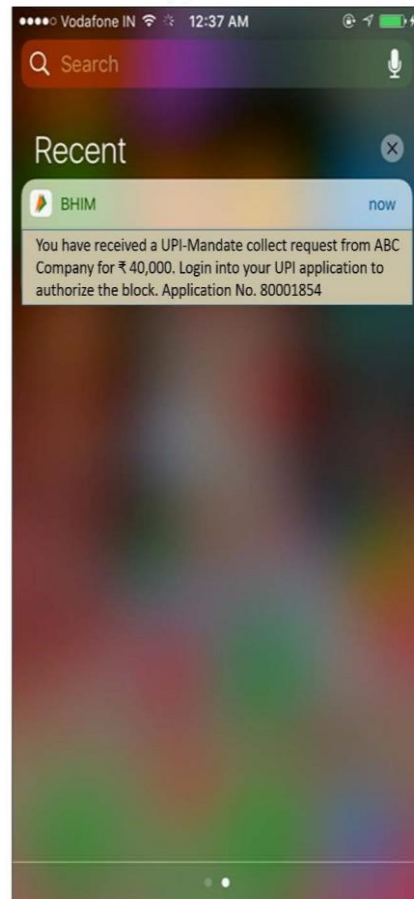 Vodafone IN 12:37 AM
Search
Recent
BHIM now
You have received a UPI-Mandate collect request from ABC
Company for ₹ 40,000. Login into your UPI application to
authorize the block. Application No. 80001854